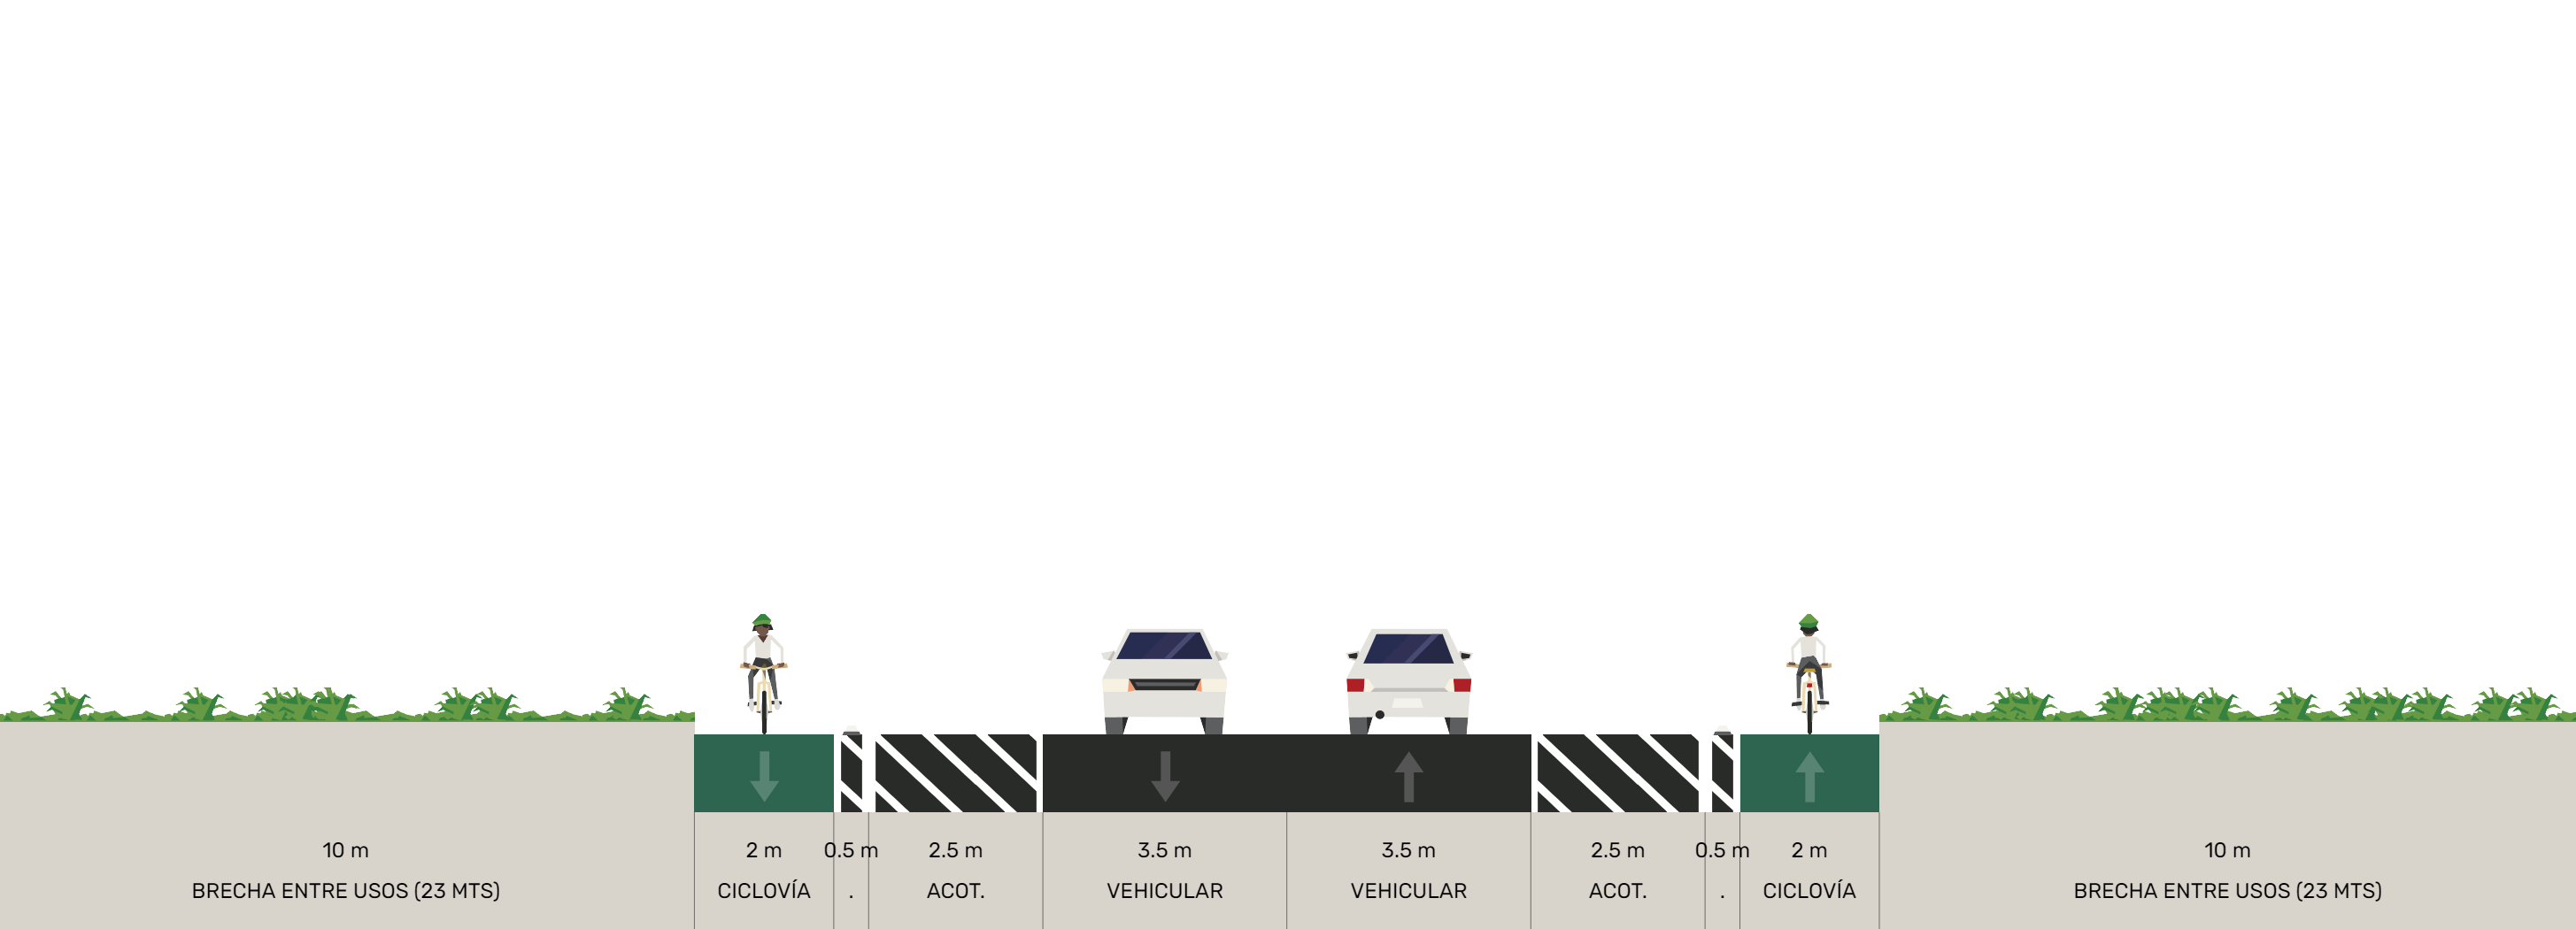 10 m
BRECHA ENTRE USOS (23 MTS)
2 m
CICLOVÍA
0.5 m
.
2.5 m
ACOT.
3.5 m
VEHICULAR
3.5 m
VEHICULAR
2.5 m
ACOT.
0.5 m
.
2 m
CICLOVÍA
10 m
BRECHA ENTRE USOS (23 MTS)